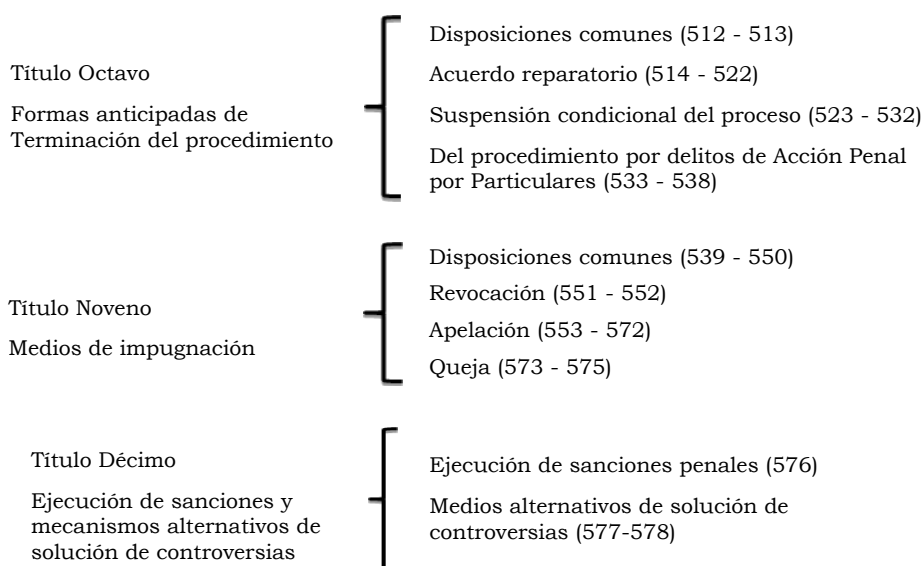 Título Octavo
Formas anticipadas de
Terminación del procedimiento
Disposiciones comunes (512 - 513)
Acuerdo reparatorio (514 - 522)
Suspensión condicional del proceso (523 - 532)
Del procedimiento por delitos de Acción Penal
por Particulares (533 - 538)
Título Noveno
Medios de impugnación
Disposiciones comunes (539 - 550)
Revocación (551 - 552)
Apelación (553 - 572)
Queja (573 - 575)
Título Décimo
Ejecución de sanciones y
mecanismos alternativos de
solución de controversias
Ejecución de sanciones penales (576)
Medios alternativos de solución de
controversias (577-578)